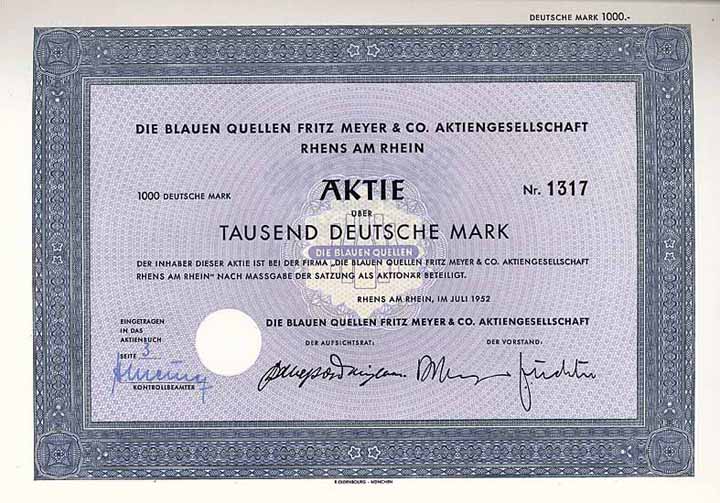 DEUTSCHE MARK 1000.-
DIE BLAUEN QUELLEN FRITZ MEYER & CO. AKTIENGESELLSCHAFT
RHENS AM RHEIN
1000 DEUTSCHE MARK
AKTIE
Nr. 1317
ÜBER
TAUSEND DEUTSCHE MARK
DIE BLAUEN QUELLEN
DER INHABER DIESER AKTIE IST BEI DER FIRMA „DIE BLAUEN QUELLEN FRITZ MEYER & CO. AKTIENGESELLSCHAFT
RHENS AM RHEIN“ NACH MASSGABE DER SATZUNG ALS AKTIONÄR BETEILIGT.
RHENS AM RHEIN, IM JULI 1952
EINGETRAGEN
IN DAS
AKTIENBUCH
SEITE 3
KONTROLLBEAMTER
DIE BLAUEN QUELLEN FRITZ MEYER & CO. AKTIENGESELLSCHAFT
DER AUFSICHTSRAT:
DER VORSTAND:
R. OLDENBOURG - MÜNCHEN